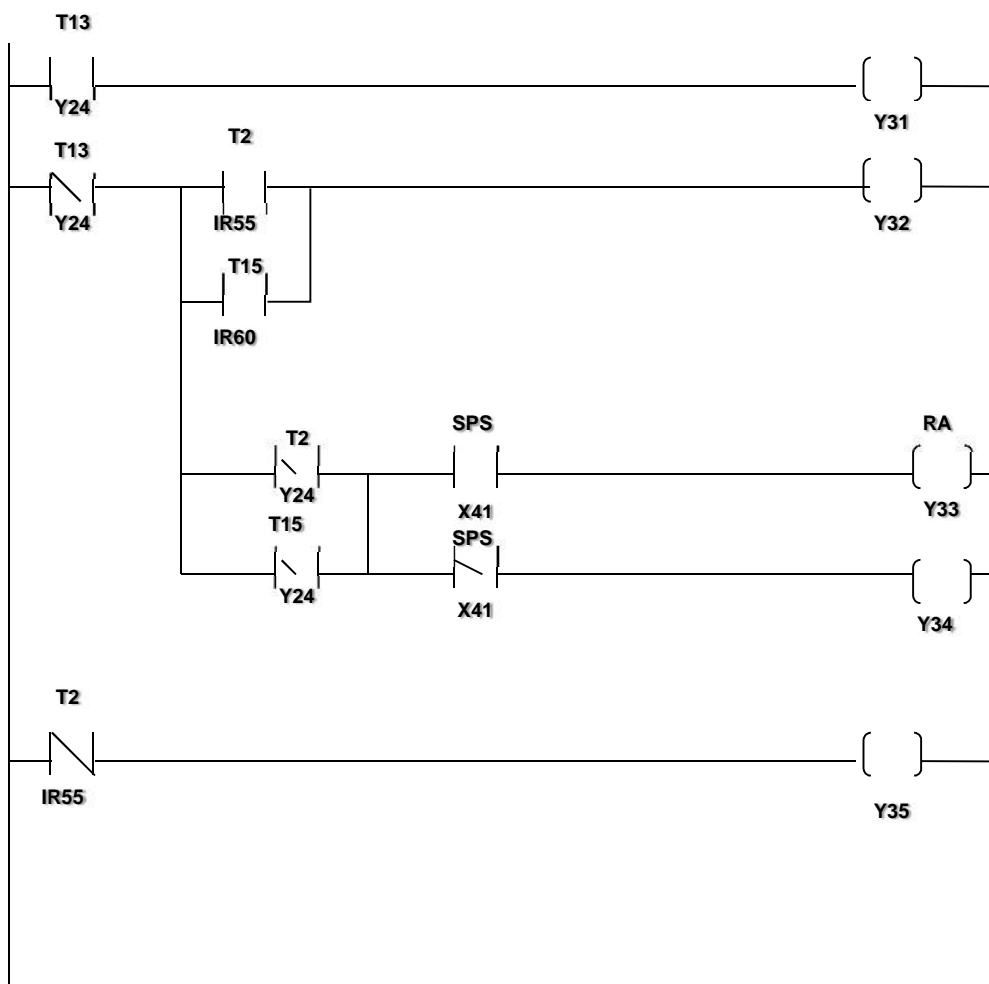 T13
Y24
Y31
T13
T2
Y24
IR55
Y32
T15
IR60
T2
SPS
RA
Y24
X41
Y33
T15
SPS
Y24
X41
Y34
T2
IR55
Y35